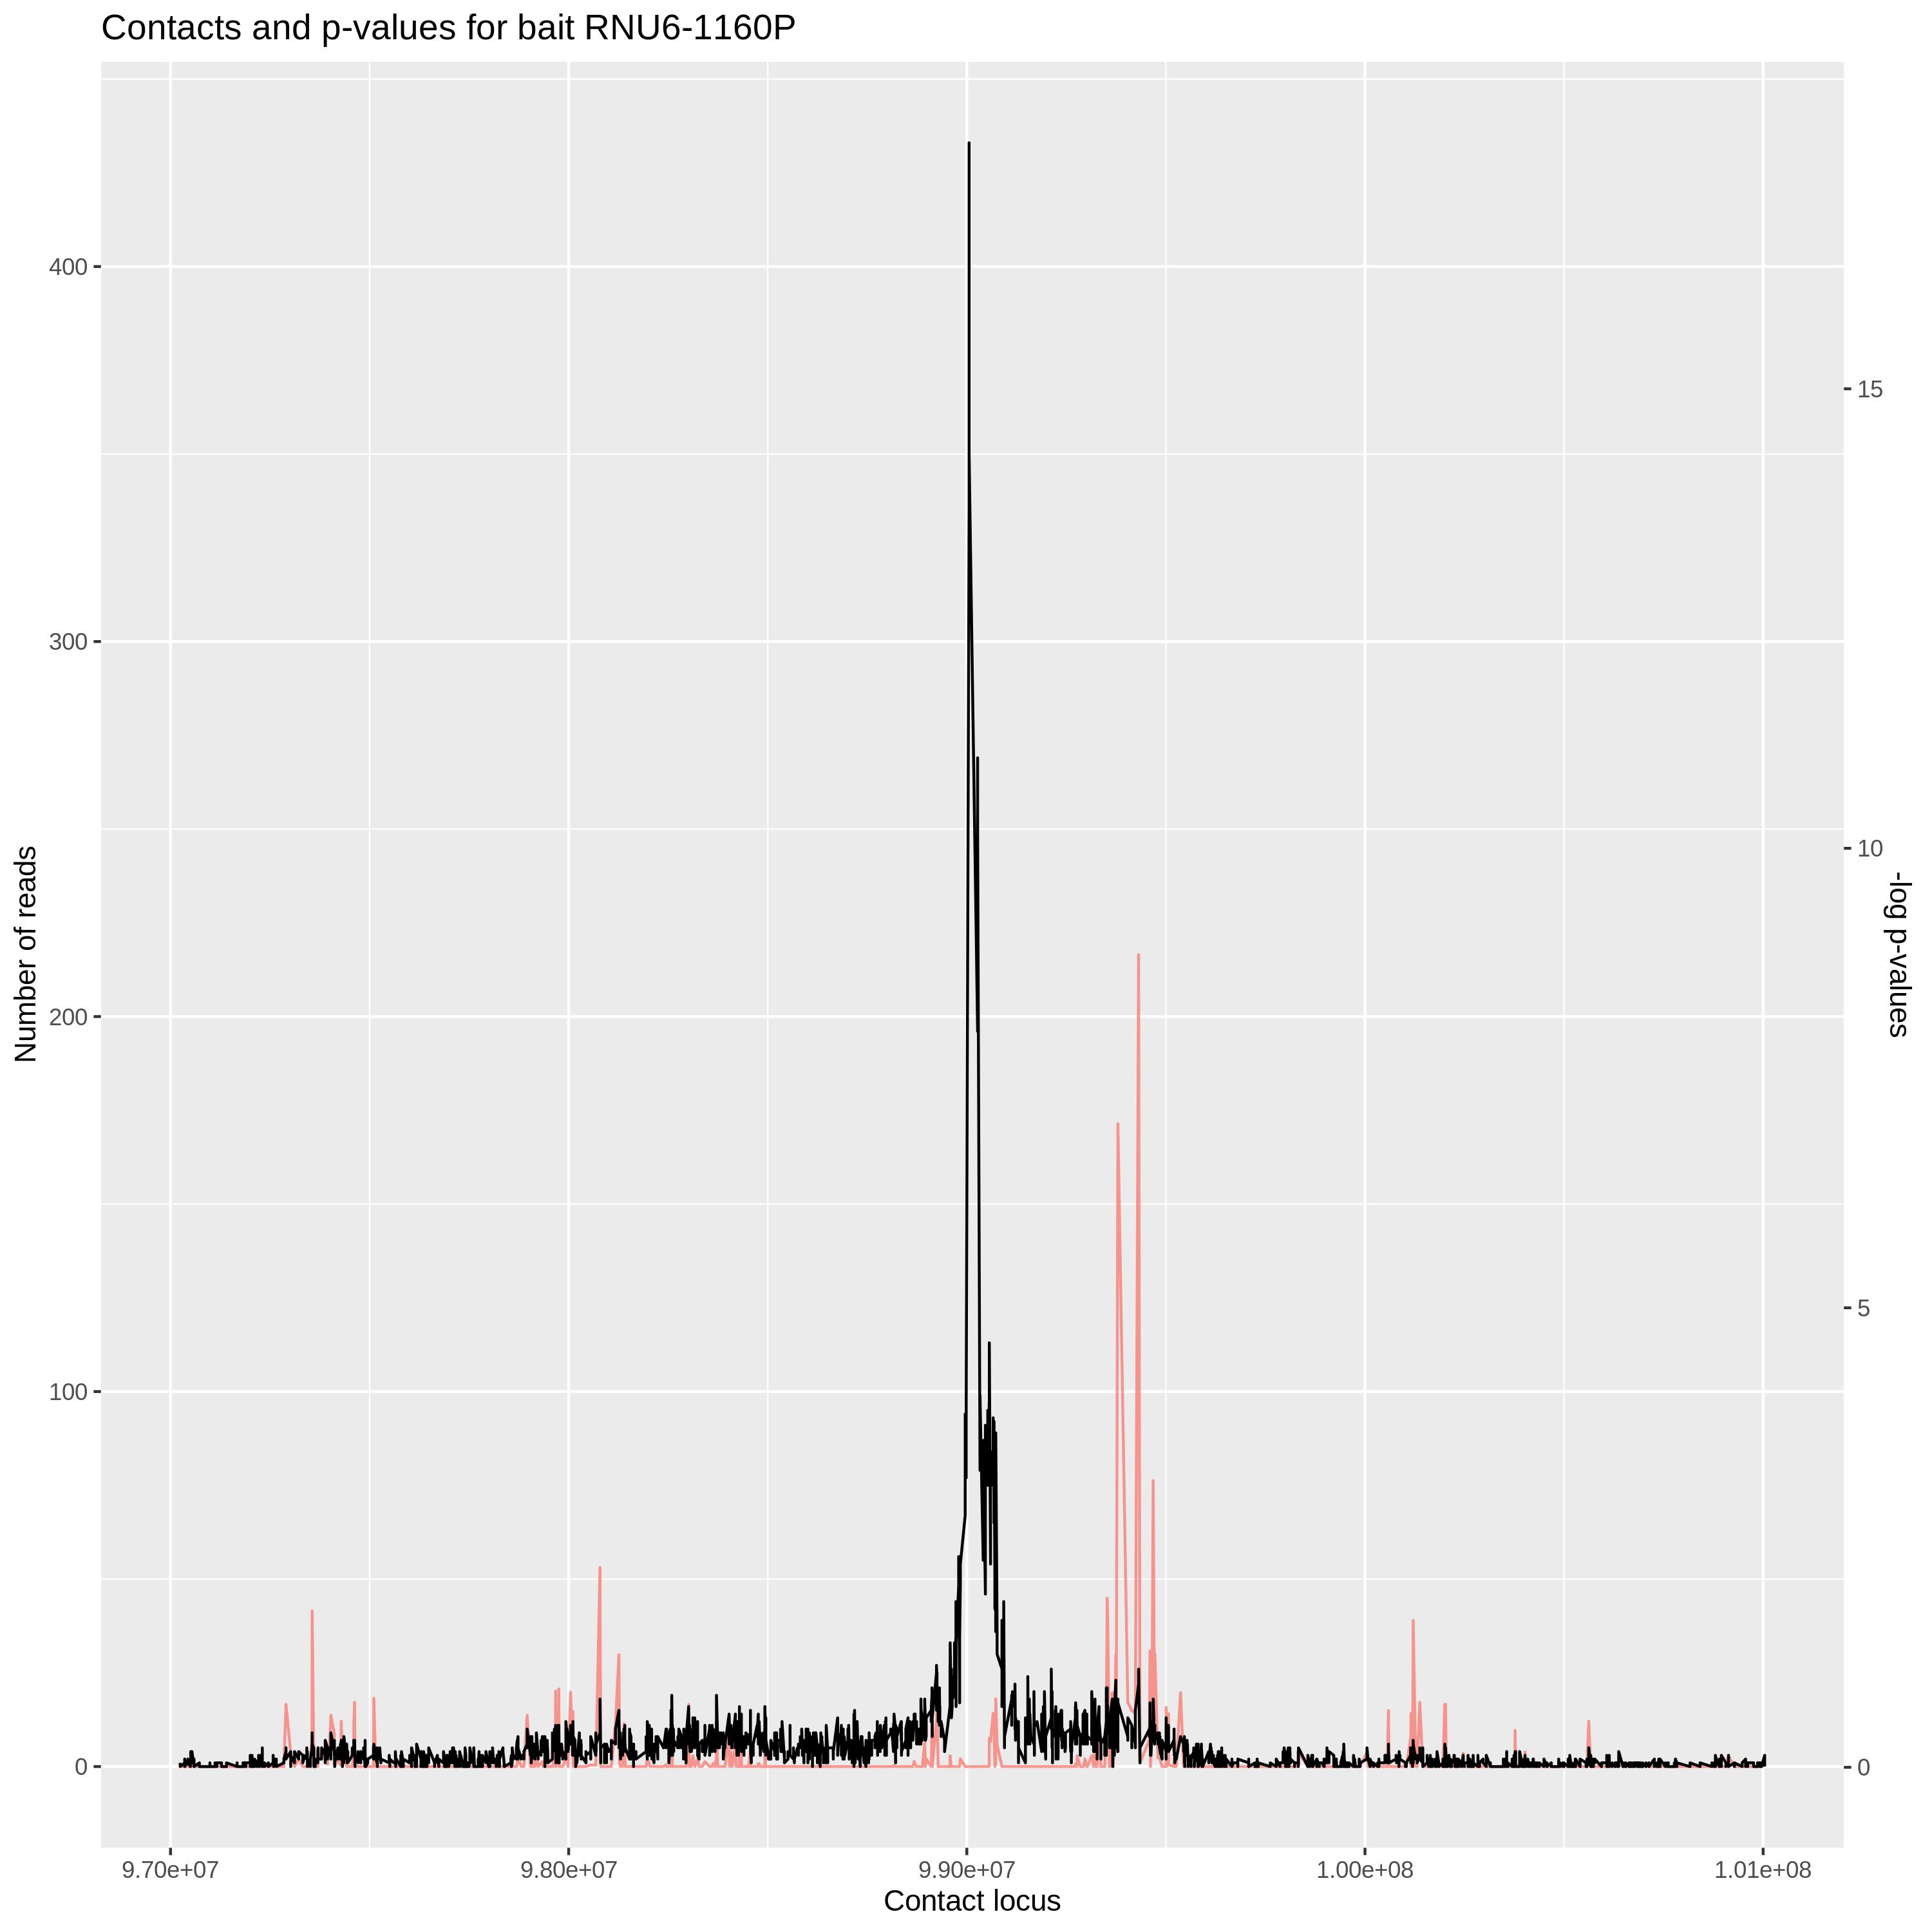 Contacts and p-values for bait RNU6-1160P
Number of reads
400
300
200
100
0
15
10
5
0
-log p-values
9.70e+07
9.80e+07
9.90e+07
1.00e+08
1.01e+08
Contact locus